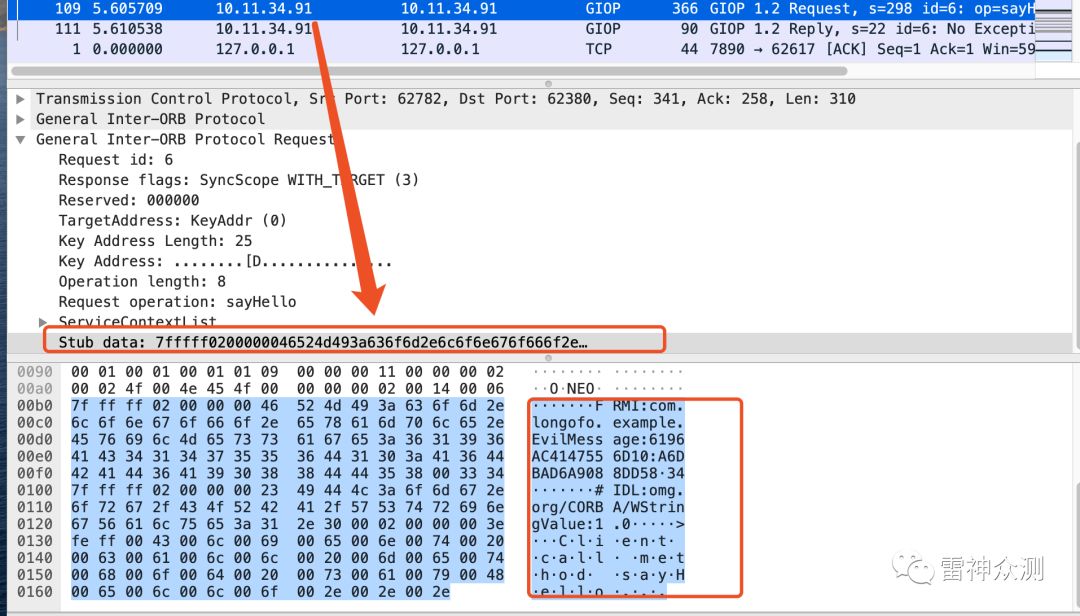 109 5.605709 10.11.34.91 10.11.34.91 GIOP 366 GIOP 1.2 Request, s=298 id=6: op=sayH
111 5.610538 10.11.34.91 10.11.34.91 GIOP 90 GIOP 1.2 Reply, s=22 id=6: No Excepti
1 0.000000 127.0.0.1 127.0.0.1 TCP 44 7890 → 62617 [ACK] Seq=1 Ack=1 Win=59
Transmission Control Protocol, Src Port: 62782, Dst Port: 62380, Seq: 341, Ack: 258, Len: 310
General Inter-ORB Protocol
General Inter-ORB Protocol Request
Request id: 6
Response flags: SyncScope WITH_TARGET (3)
Reserved: 000000
TargetAddress: KeyAddr (0)
Key Address Length: 25
Key Address: ........[D...............
Operation length: 8
Request operation: sayHello
ServiceContextList
Stub data: 7fffff0200000046524d493a636f6d2e6c6f6e676f666f2e…
0090 00 01 00 01 00 01 01 09 00 00 00 11 00 00 00 02 ········ ········
00a0 00 02 4f 00 4e 45 4f 00 00 00 00 02 00 14 00 06 ··O·NEO· ········
00b0 7f ff ff 02 00 00 00 46 52 4d 49 3a 63 6f 6d 2e ·······F RMI:com.
00c0 6c 6f 6e 67 6f 66 6f 2e 65 78 61 6d 70 6c 65 2e longofo. example.
00d0 45 76 69 6c 4d 65 73 73 61 67 65 3a 36 31 39 36 EvilMess age:6196
00e0 41 43 34 31 34 37 35 35 36 44 31 30 3a 41 36 44 AC414755 6D10:A6D
00f0 42 41 44 36 41 39 30 38 38 44 44 35 38 00 33 34 BAD6A908 8DD58·34
0100 7f ff ff 02 00 00 00 23 49 44 4c 3a 6f 6d 67 2e ·······# IDL:omg.
0110 6f 72 67 2f 43 4f 52 42 41 2f 57 53 74 72 69 6e org/CORB A/WStrin
0120 67 56 61 6c 75 65 3a 31 2e 30 00 02 00 00 00 3e gValue:1 .0·····>
0130 fe ff 00 43 00 6c 00 69 00 65 00 6e 00 74 00 20 ···C·l·i ·e·n·t·
0140 00 63 00 61 00 6c 00 6c 00 20 00 6d 00 65 00 74 ·c·a·l·l · ·m·e·t
0150 00 68 00 6f 00 64 00 20 00 73 00 61 00 79 00 48 ·h·o·d· ·s·a·y·H
0160 00 65 00 6c 00 6c 00 6f 00 2e 00 2e 00 2e ·e·l·l·o ·.·.·.
雷神众测